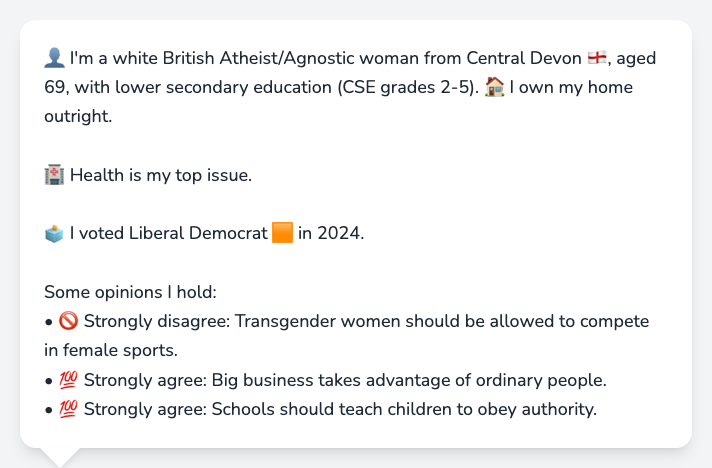 👤 I'm a white British Atheist/Agnostic woman from Central Devon 🏴󠁧󠁢󠁥󠁮󠁧󠁿, aged
69, with lower secondary education (CSE grades 2-5). 🏠 I own my home
outright.
🏥 Health is my top issue.
🗳️ I voted Liberal Democrat 🟧 in 2024.
Some opinions I hold:
• 🚫 Strongly disagree: Transgender women should be allowed to compete
in female sports.
• 💯 Strongly agree: Big business takes advantage of ordinary people.
• 💯 Strongly agree: Schools should teach children to obey authority.